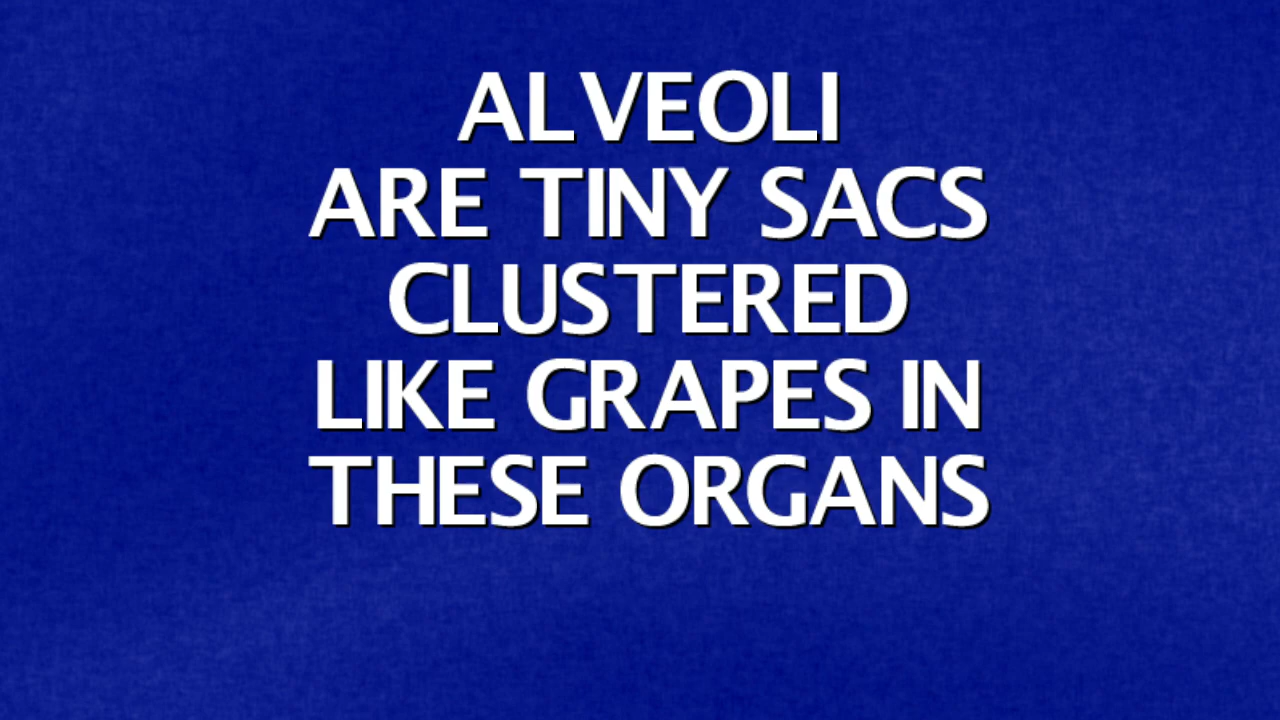 ALVEOLI
ARE TINY SACS
CLUSTERED
LIKE GRAPES IN
THESE ORGANS